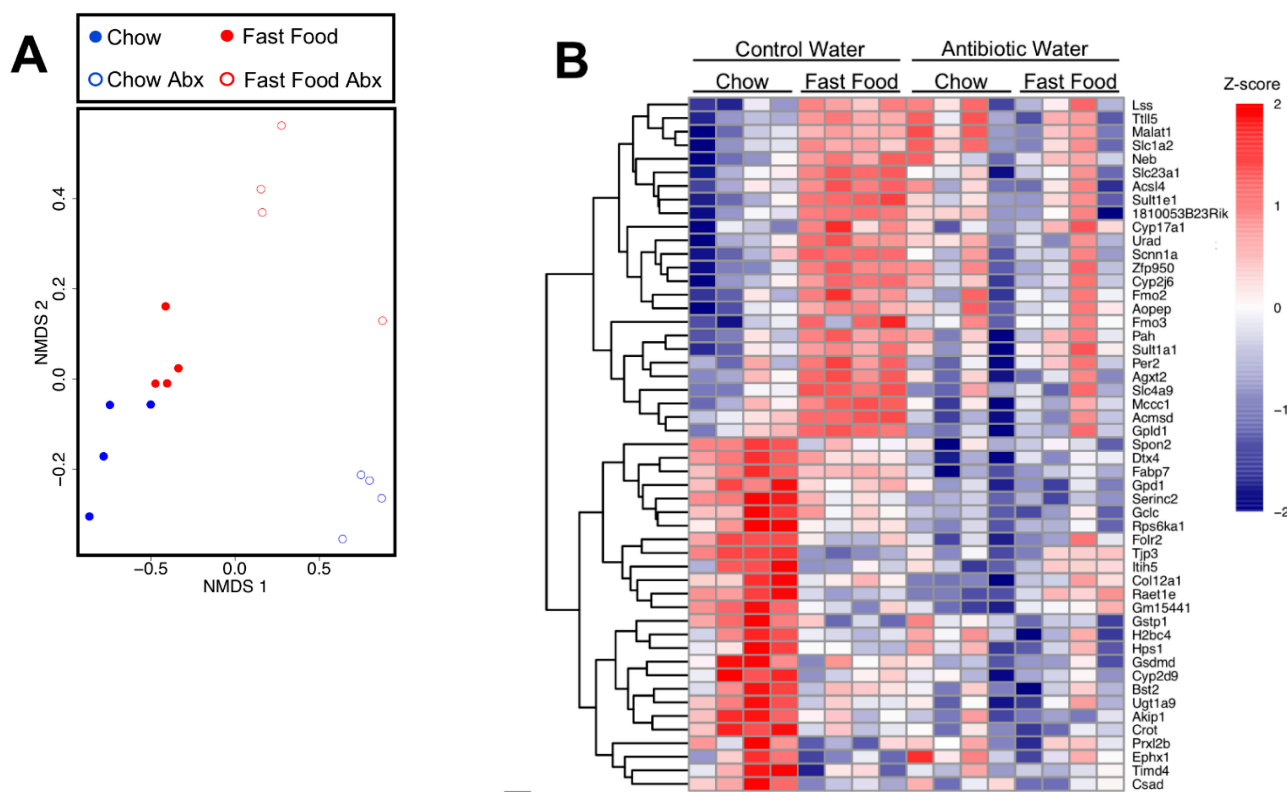 A
Chow
Fast Food
Chow Abx
Fast Food Abx
NMDS 2
0.4
0.2
0.0
−0.2
−0.5
0.0
0.5
NMDS 1
B
Control Water
Antibiotic Water
Chow
Fast Food
Chow
Fast Food
Z-score
2
1
0
−1
−2
Lss
Ttll5
Malat1
Slc1a2
Neb
Slc23a1
Acsl4
Sult1e1
1810053B23Rik
Cyp17a1
Urad
Scnn1a
Zfp950
Cyp2j6
Fmo2
Aopep
Fmo3
Pah
Sult1a1
Per2
Agxt2
Slc4a9
Mccc1
Acmsd
Gpld1
Spon2
Dtx4
Fabp7
Gpd1
Serinc2
Gclc
Rps6ka1
Folr2
Tjp3
Itih5
Col12a1
Raet1e
Gm15441
Gstp1
H2bc4
Hps1
Gsdmd
Cyp2d9
Bst2
Ugt1a9
Akip1
Crot
Prxl2b
Ephx1
Timd4
Csad